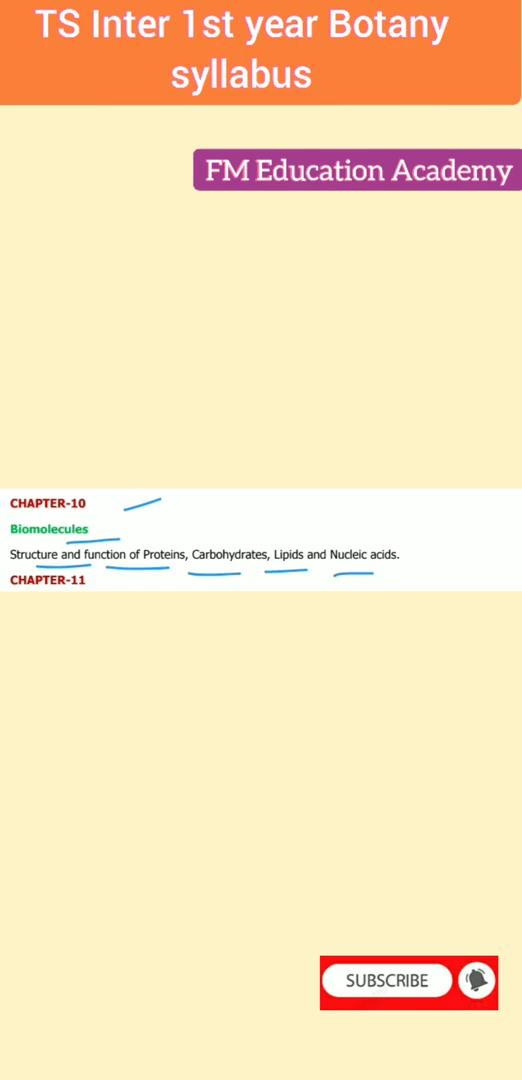 TS Inter 1st year Botany
syllabus
FM Education Academy
CHAPTER-10
Biomolecules
Structure and function of Proteins, Carbohydrates, Lipids and Nucleic acids.
CHAPTER-11
SUBSCRIBE